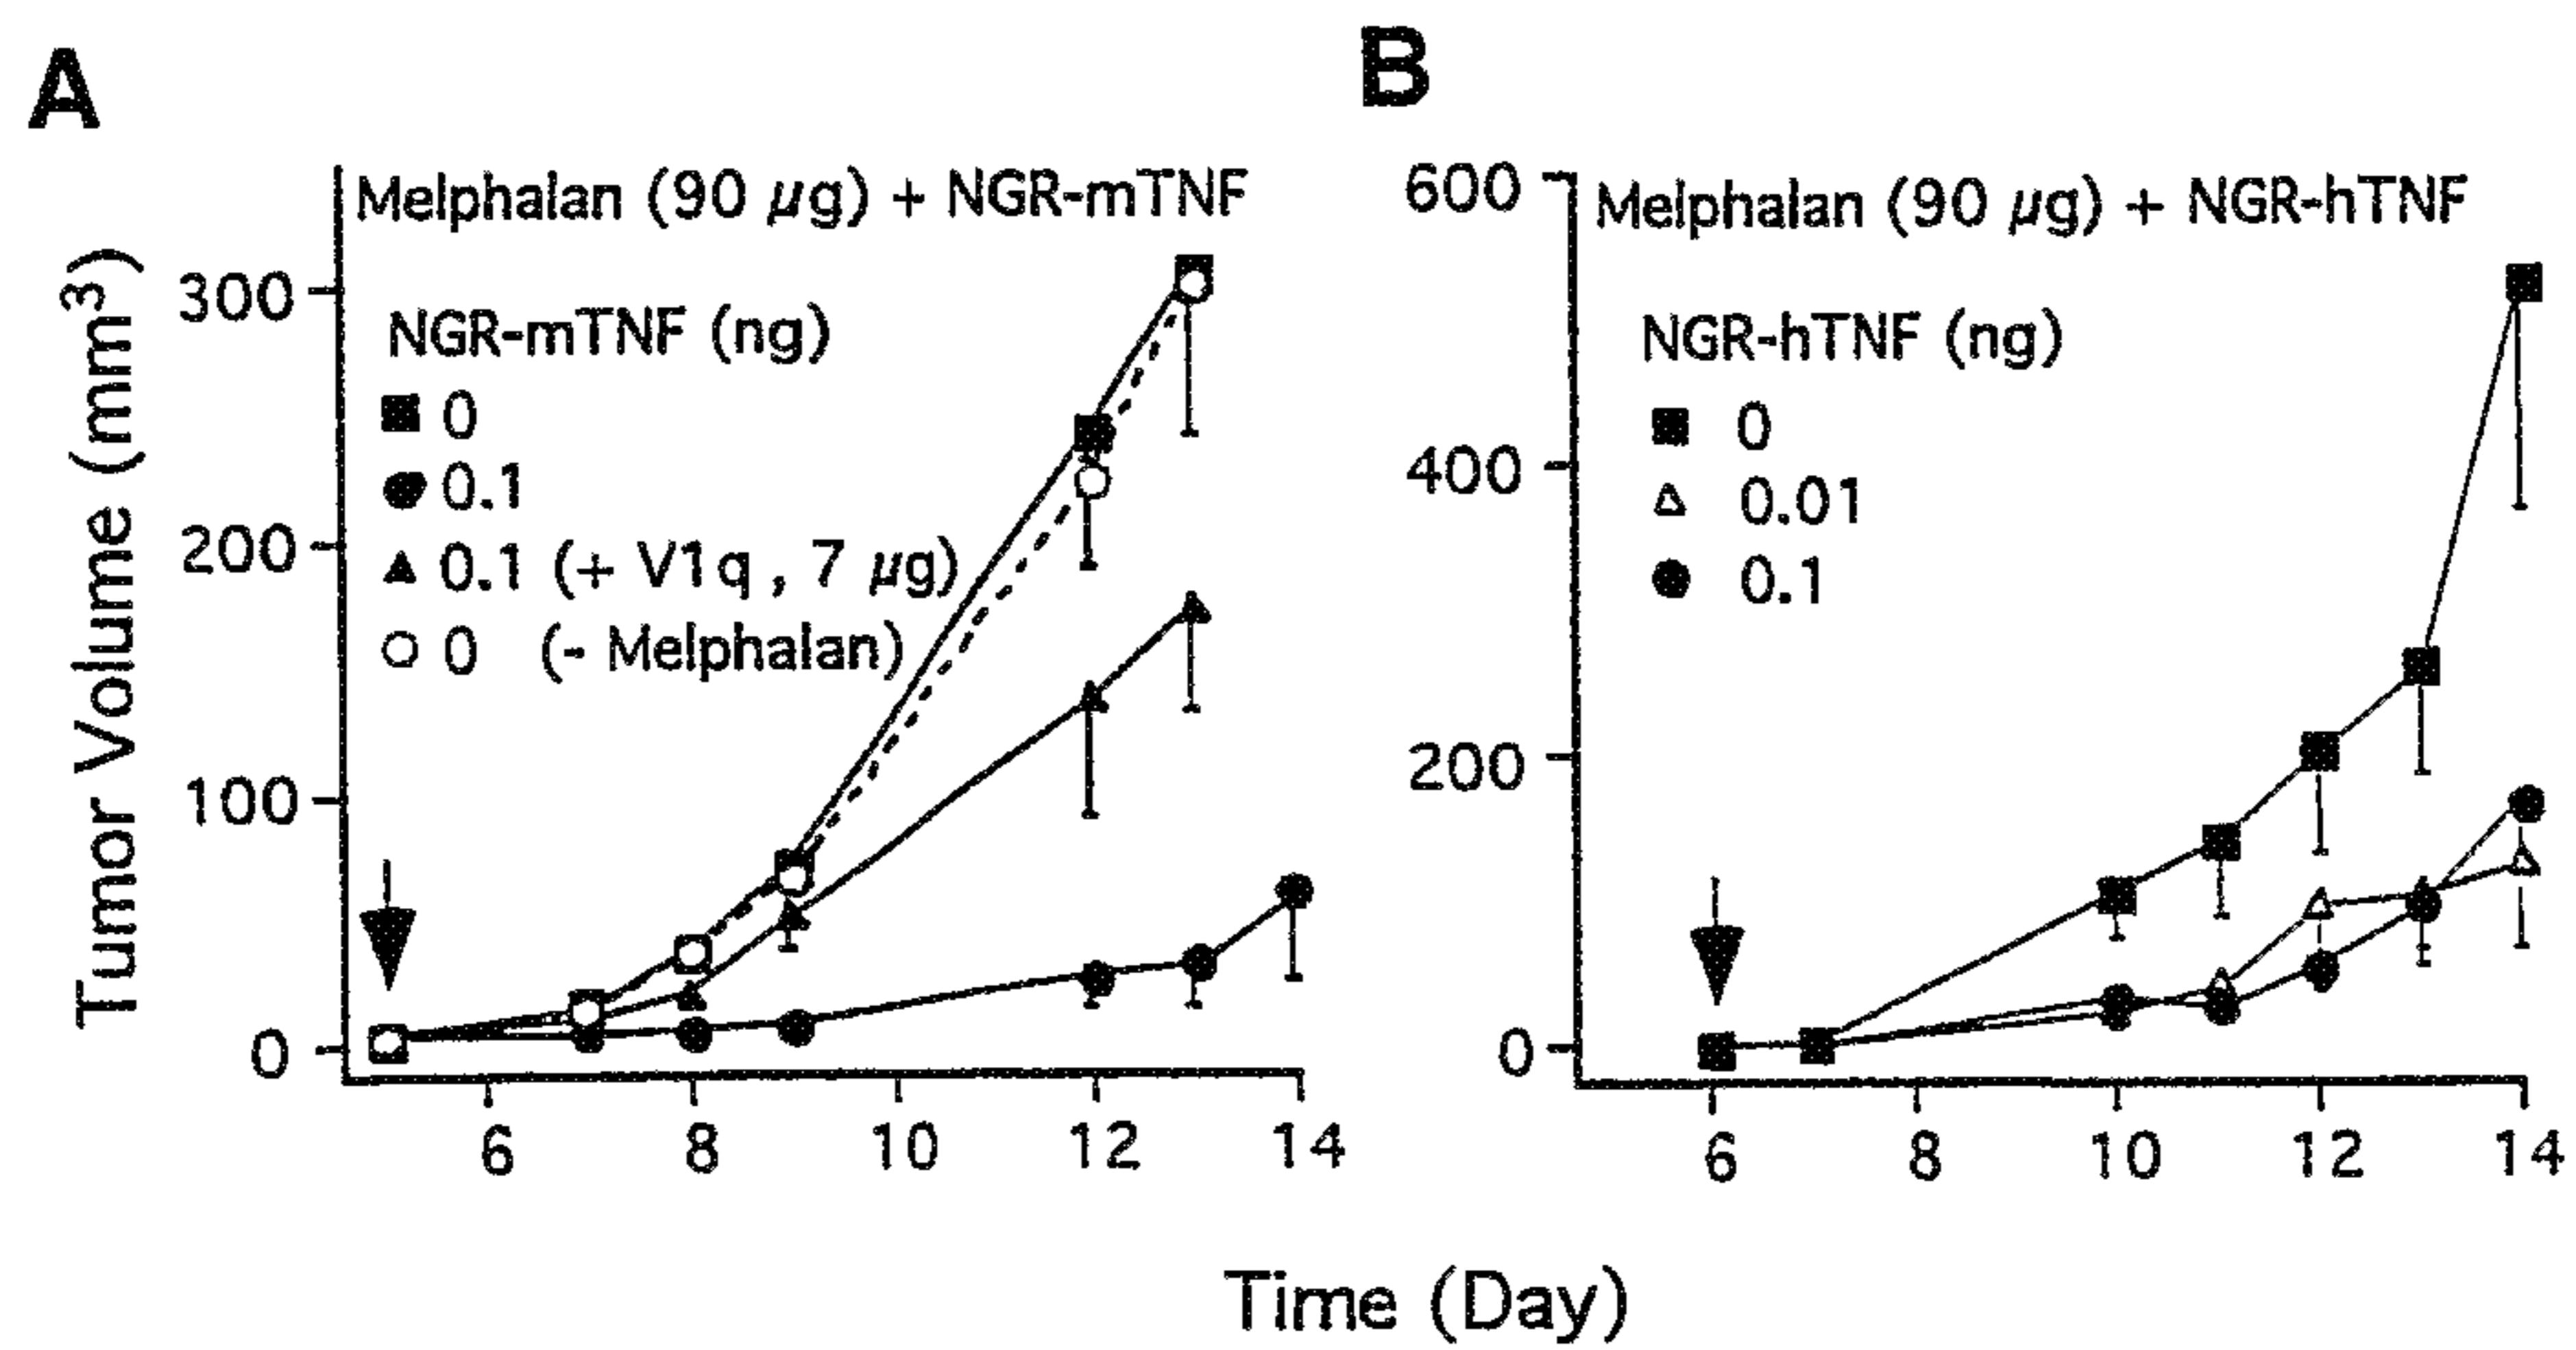 A
B
Melphalan (90 µg) + NGR-mTNF
NGR-mTNF (ng)
0
0.1
0.1 (+ V1q , 7 µg)
0 (- Melphalan)
Tumor Volume (mm³)
300
200
100
0
6 8 10 12 14
Melphalan (90 µg) + NGR-hTNF
NGR-hTNF (ng)
0
0.01
0.1
600
400
200
0
6 8 10 12 14
Time (Day)